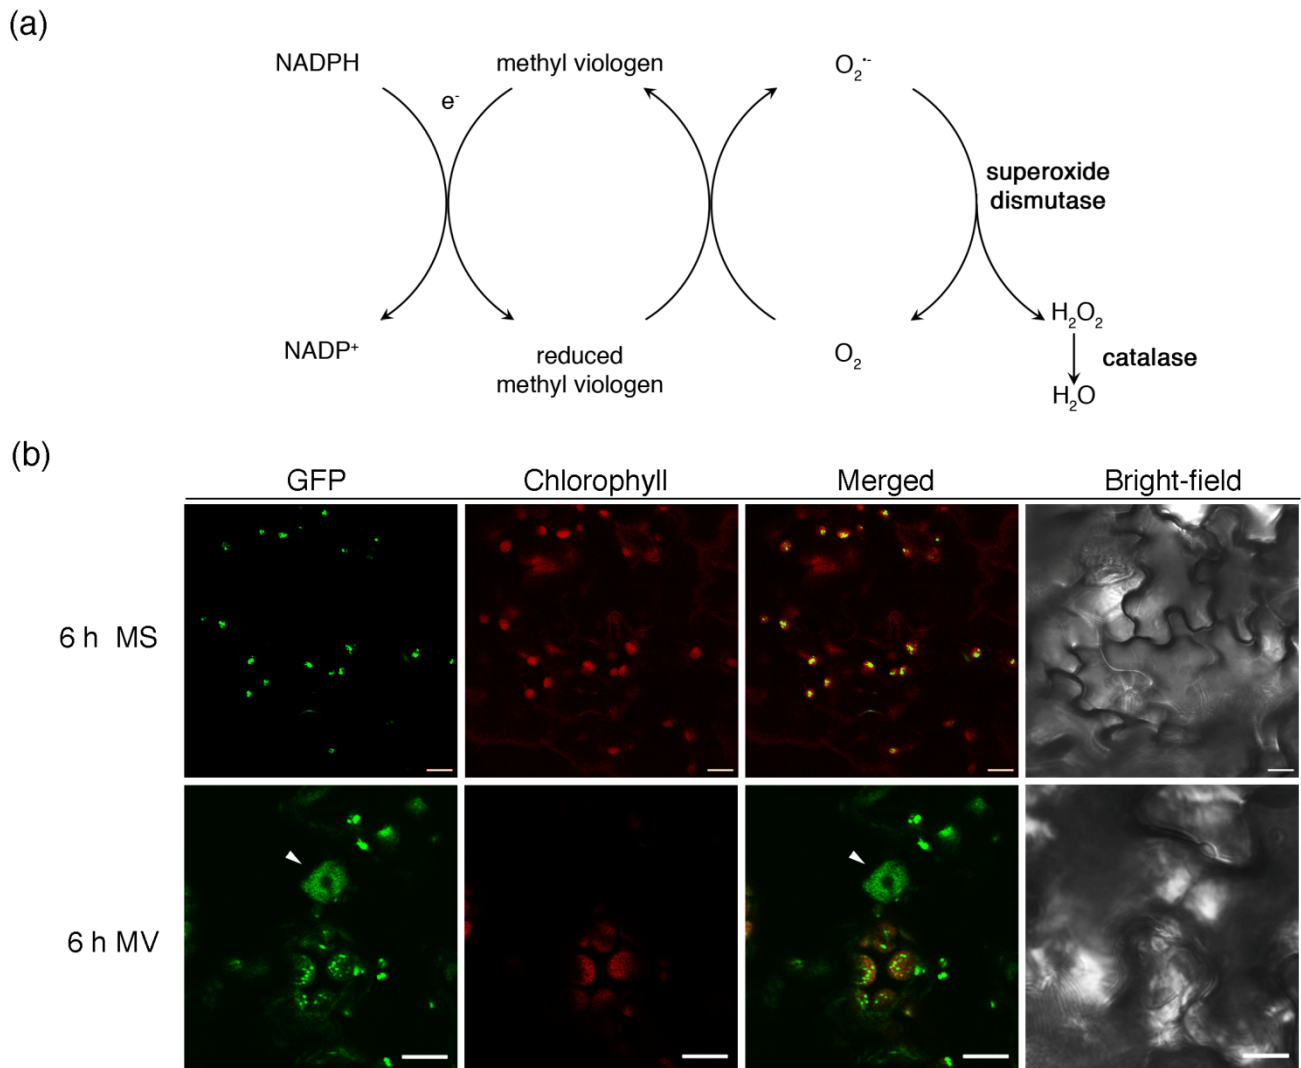 (a)
NADPH
methyl viologen
O₂•⁻
e⁻
superoxide
dismutase
NADP⁺
reduced
methyl viologen
O₂
H₂O₂
catalase
H₂O
(b)
GFP
Chlorophyll
Merged
Bright-field
6 h MS
6 h MV